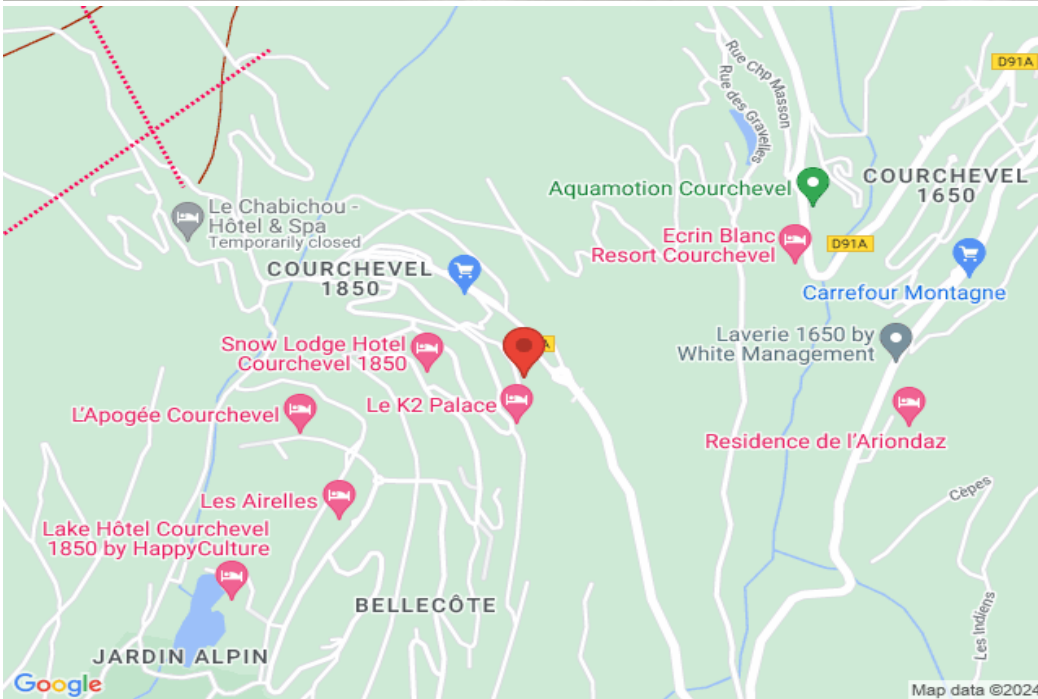 Rue Chp Masson
Rue des Gravelles
D91A
Aquamotion Courchevel
COURCHEVEL
1650
Le Chabichou -
Hôtel & Spa
Temporarily closed
Ecrin Blanc
Resort Courchevel
D91A
COURCHEVEL
1850
Carrefour Montagne
Snow Lodge Hotel
Courchevel 1850
A
Laverie 1650 by
White Management
L'Apogée Courchevel
Le K2 Palace
Residence de l'Ariondaz
Les Airelles
Cèpes
Lake Hôtel Courchevel
1850 by HappyCulture
BELLECÔTE
Les Indiens
JARDIN ALPIN
Google
Map data ©2024